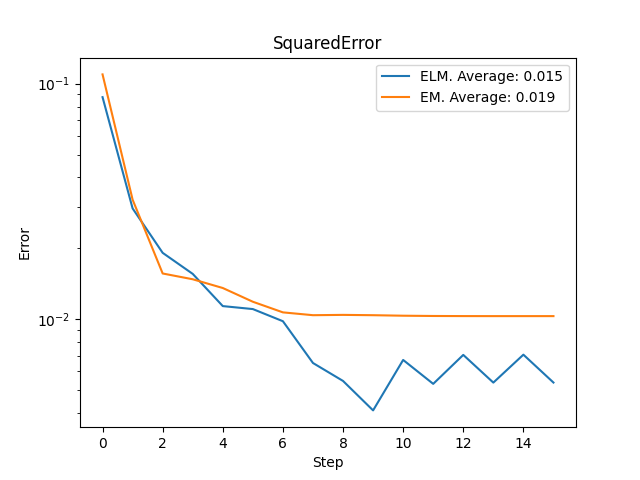 SquaredError
ELM. Average: 0.015
EM. Average: 0.019
10⁻¹
10⁻²
Error
0 2 4 6 8 10 12 14
Step